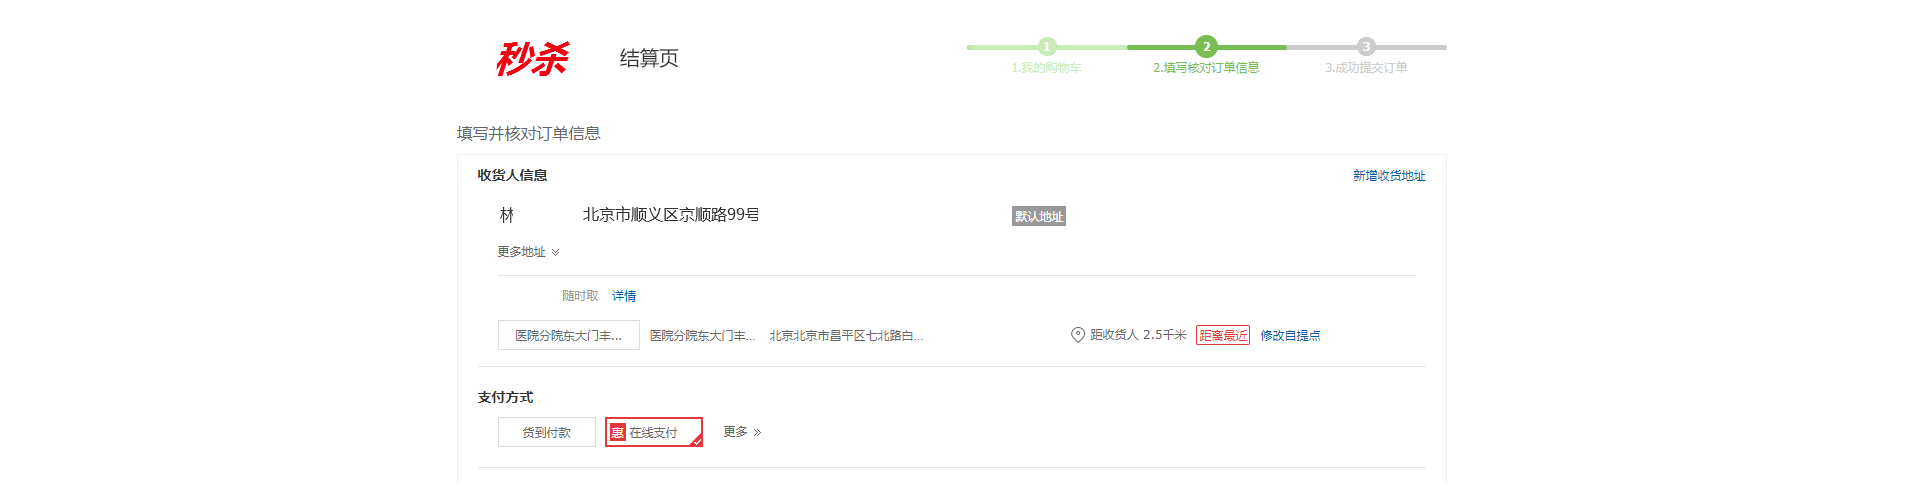 秒杀 结算页
1 2 3
1.我的购物车 2.填写核对订单信息 3.成功提交订单
填写并核对订单信息
收货人信息 新增收货地址
林 北京市顺义区京顺路99号 默认地址
更多地址
随时取 详情
医院分院东大门丰... 医院分院东大门丰... 北京北京市昌平区七北路白... 距收货人 2.5千米 距离最近 修改自提点
支付方式
货到付款 惠 在线支付 更多